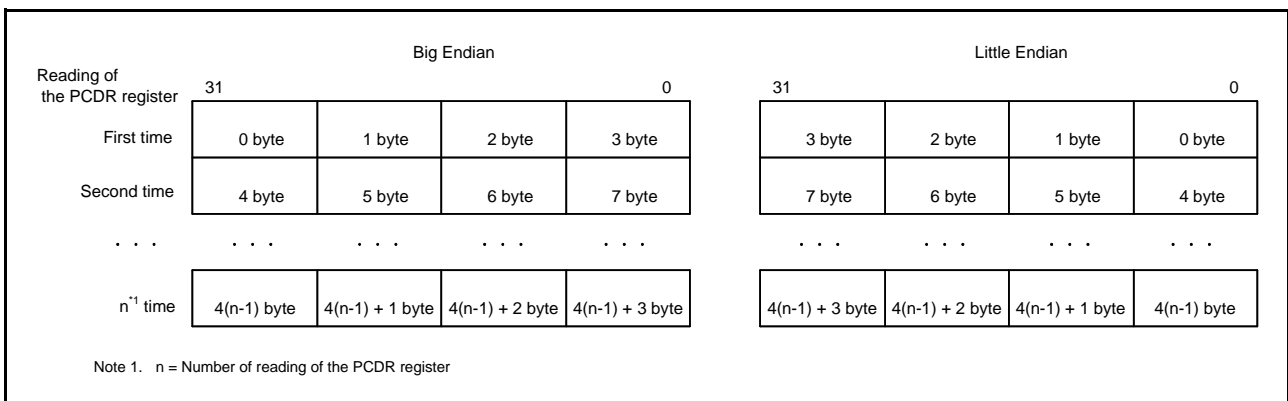 Big Endian Little Endian
Reading of
the PCDR register 31 0 31 0
First time 0 byte 1 byte 2 byte 3 byte 3 byte 2 byte 1 byte 0 byte
Second time 4 byte 5 byte 6 byte 7 byte 7 byte 6 byte 5 byte 4 byte
. . . . . . . . . . . . . . . . . . . . . . . . . . .
n*1 time 4(n-1) byte 4(n-1) + 1 byte 4(n-1) + 2 byte 4(n-1) + 3 byte 4(n-1) + 3 byte 4(n-1) + 2 byte 4(n-1) + 1 byte 4(n-1) byte
Note 1. n = Number of reading of the PCDR register